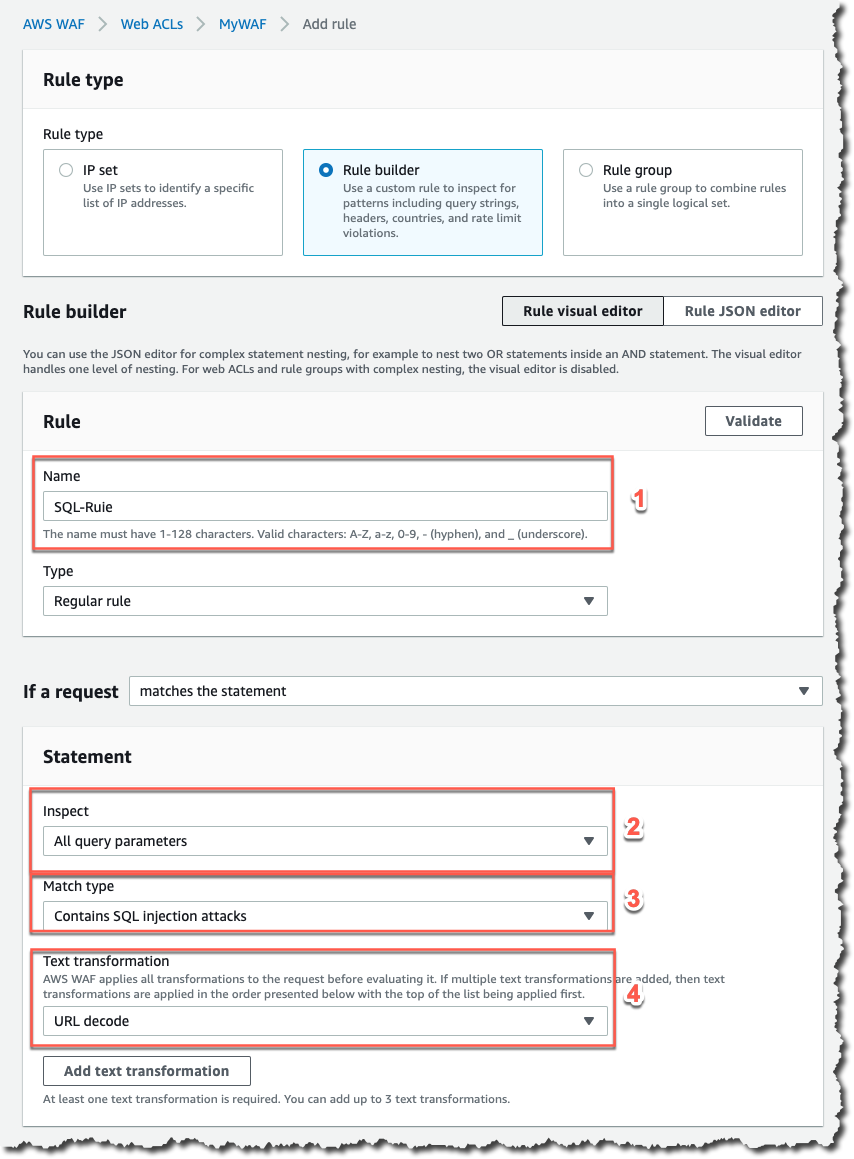 AWS WAF > Web ACLs > MyWAF > Add rule
Rule type
Rule type
IP set
Use IP sets to identify a specific
list of IP addresses.
Rule builder
Use a custom rule to inspect for
patterns including query strings,
headers, countries, and rate limit
violations.
Rule group
Use a rule group to combine rules
into a single logical set.
Rule builder
Rule visual editor
Rule JSON editor
You can use the JSON editor for complex statement nesting, for example to nest two OR statements inside an AND statement. The visual editor
handles one level of nesting. For web ACLs and rule groups with complex nesting, the visual editor is disabled.
Rule
Validate
Name
SQL-Ruie
The name must have 1-128 characters. Valid characters: A-Z, a-z, 0-9, - (hyphen), and _ (underscore).
1
Type
Regular rule
If a request
matches the statement
Statement
Inspect
All query parameters
2
Match type
Contains SQL injection attacks
3
Text transformation
AWS WAF applies all transformations to the request before evaluating it. If multiple text transformations are added, then text
transformations are applied in the order presented below with the top of the list being applied first.
4
URL decode
Add text transformation
At least one text transformation is required. You can add up to 3 text transformations.